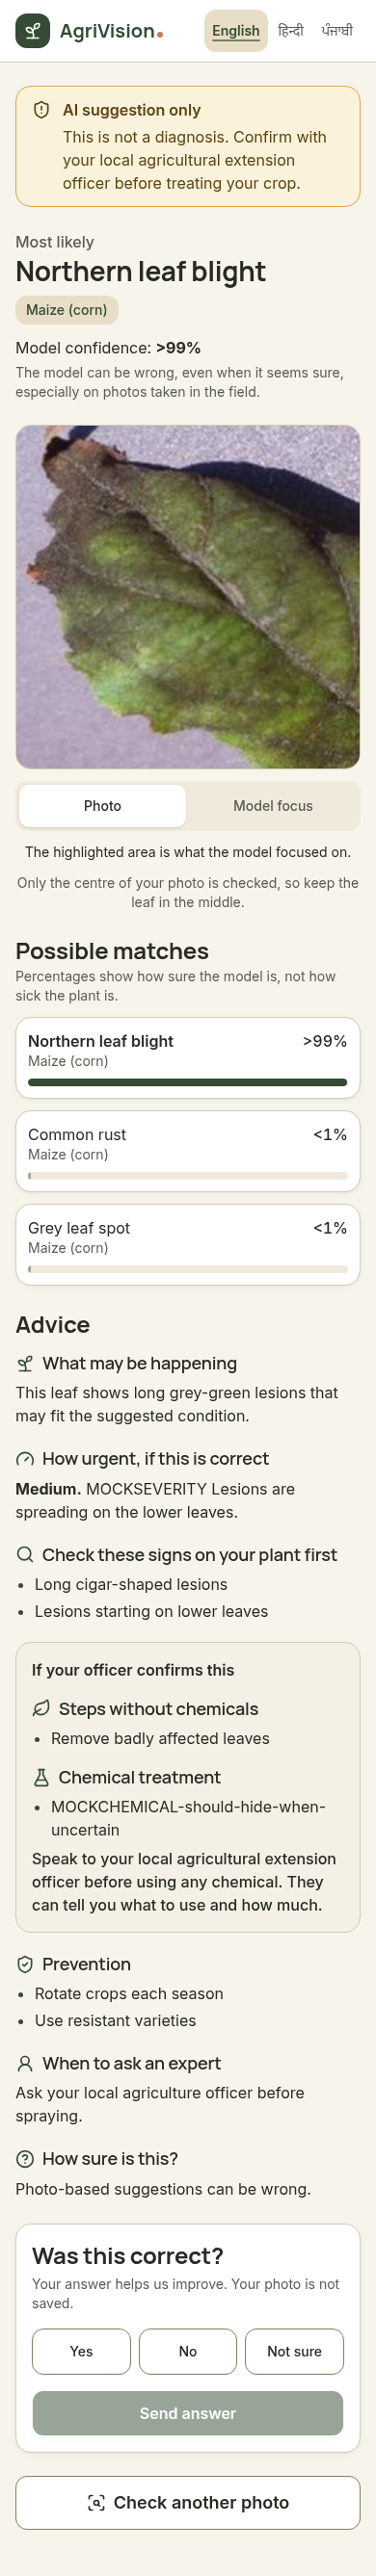 AgriVision
English हिन्दी ਪੰਜਾਬੀ
AI suggestion only
This is not a diagnosis. Confirm with
your local agricultural extension
officer before treating your crop.
Most likely
Northern leaf blight
Maize (corn)
Model confidence: >99%
The model can be wrong, even when it seems sure,
especially on photos taken in the field.
Photo Model focus
The highlighted area is what the model focused on.
Only the centre of your photo is checked, so keep the
leaf in the middle.
Possible matches
Percentages show how sure the model is, not how
sick the plant is.
Northern leaf blight >99%
Maize (corn)
Common rust <1%
Maize (corn)
Grey leaf spot <1%
Maize (corn)
Advice
What may be happening
This leaf shows long grey-green lesions that
may fit the suggested condition.
How urgent, if this is correct
Medium. MOCKSEVERITY Lesions are
spreading on the lower leaves.
Check these signs on your plant first
• Long cigar-shaped lesions
• Lesions starting on lower leaves
If your officer confirms this
Steps without chemicals
• Remove badly affected leaves
Chemical treatment
• MOCKCHEMICAL-should-hide-when-
uncertain
Speak to your local agricultural extension
officer before using any chemical. They
can tell you what to use and how much.
Prevention
• Rotate crops each season
• Use resistant varieties
When to ask an expert
Ask your local agriculture officer before
spraying.
How sure is this?
Photo-based suggestions can be wrong.
Was this correct?
Your answer helps us improve. Your photo is not
saved.
Yes No Not sure
Send answer
Check another photo